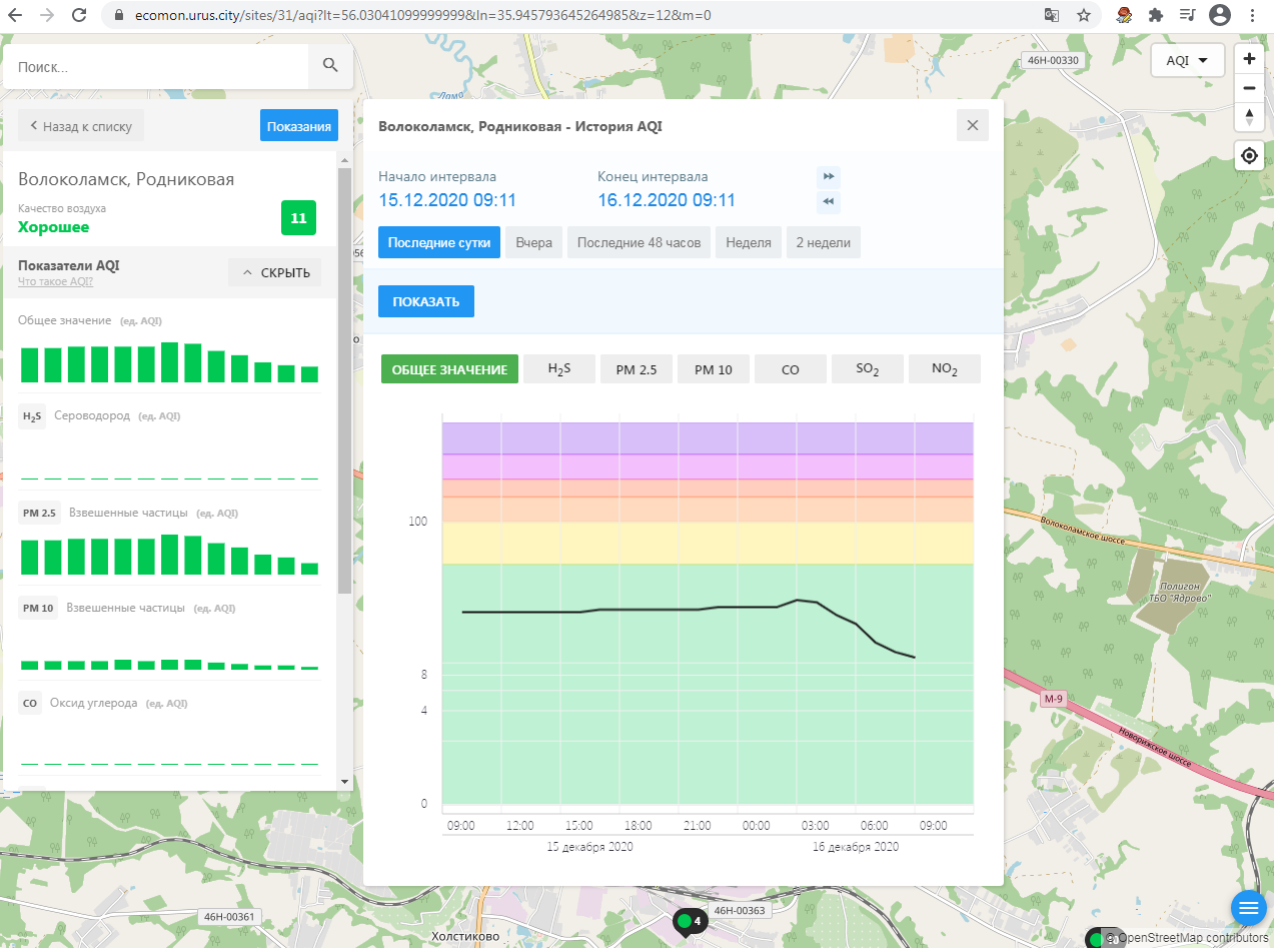 ecomon.urus.city/sites/31/aqi?lt=56.03041099999999&ln=35.945793645264985&z=12&m=0
Поиск...
46Н-00330
AQI
Назад к списку
Показания
Волоколамск, Родниковая - История AQI
Волоколамск, Родниковая
Качество воздуха
Хорошее
11
Показатели AQI
Что такое AQI?
СКРЫТЬ
Общее значение (ед. AQI)
H2S Сероводород (ед. AQI)
PM 2.5 Взвешенные частицы (ед. AQI)
PM 10 Взвешенные частицы (ед. AQI)
CO Оксид углерода (ед. AQI)
Начало интервала
Конец интервала
15.12.2020 09:11
16.12.2020 09:11
Последние сутки
Вчера
Последние 48 часов
Неделя
2 недели
ПОКАЗАТЬ
ОБЩЕЕ ЗНАЧЕНИЕ
H2S
PM 2.5
PM 10
CO
SO2
NO2
100
8
4
0
09:00
12:00
15:00
18:00
21:00
00:00
03:00
06:00
09:00
15 декабря 2020
16 декабря 2020
Волоколамское шоссе
Полигон
ТБО "Ядрово"
М-9
Новорижское шоссе
46Н-00361
46Н-00363
4
Холстиково
© OpenStreetMap contributors